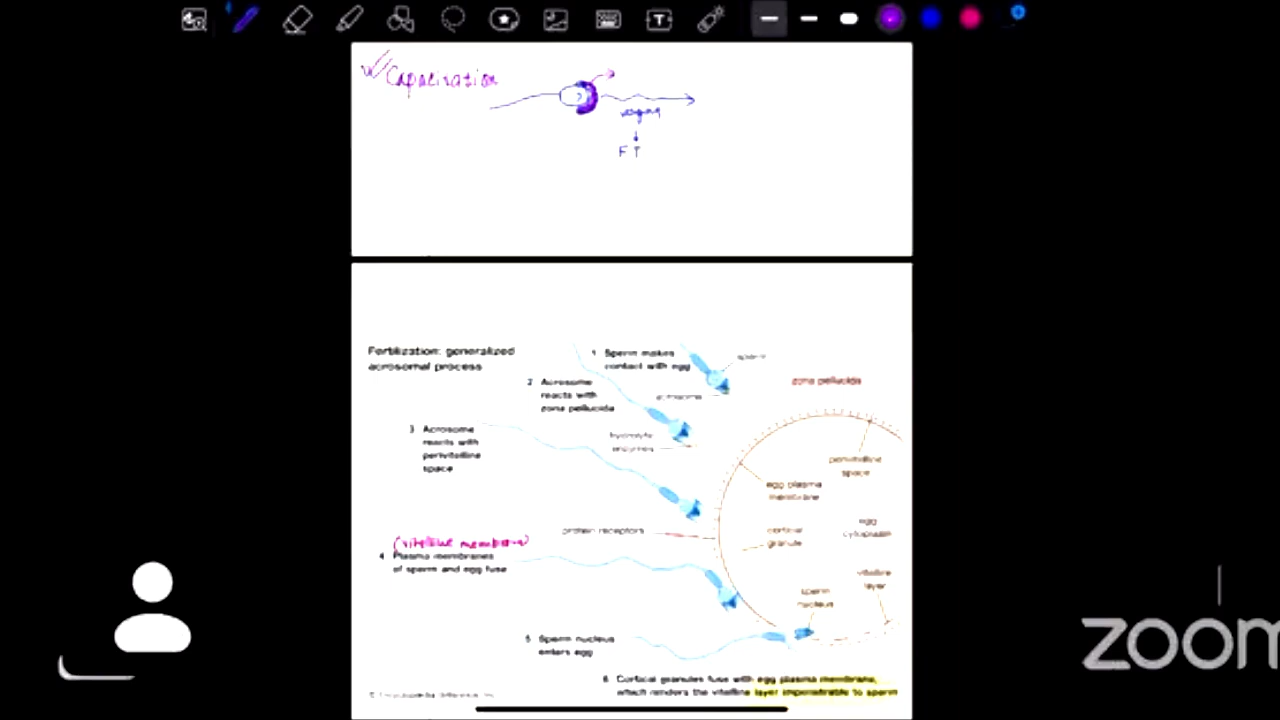 Capacitation
vagina
↓
F T
Fertilization: generalized
acrosomal process
1 Sperm makes
contact with egg
sperm
acrosome
zona pellucida
2 Acrosome
reacts with
zona pellucida
hydrolytic
enzymes
3 Acrosome
reacts with
perivitelline
space
perivitelline
space
egg plasma
membrane
protein receptors
cortical
granule
egg
cytoplasm
(vitelline membrane)
4 Plasma membranes
of sperm and egg fuse
vitelline
layer
sperm
nucleus
5 Sperm nucleus
enters egg
6 Cortical granules fuse with egg plasma membrane,
which renders the vitelline layer impenetrable to sperm
zoom